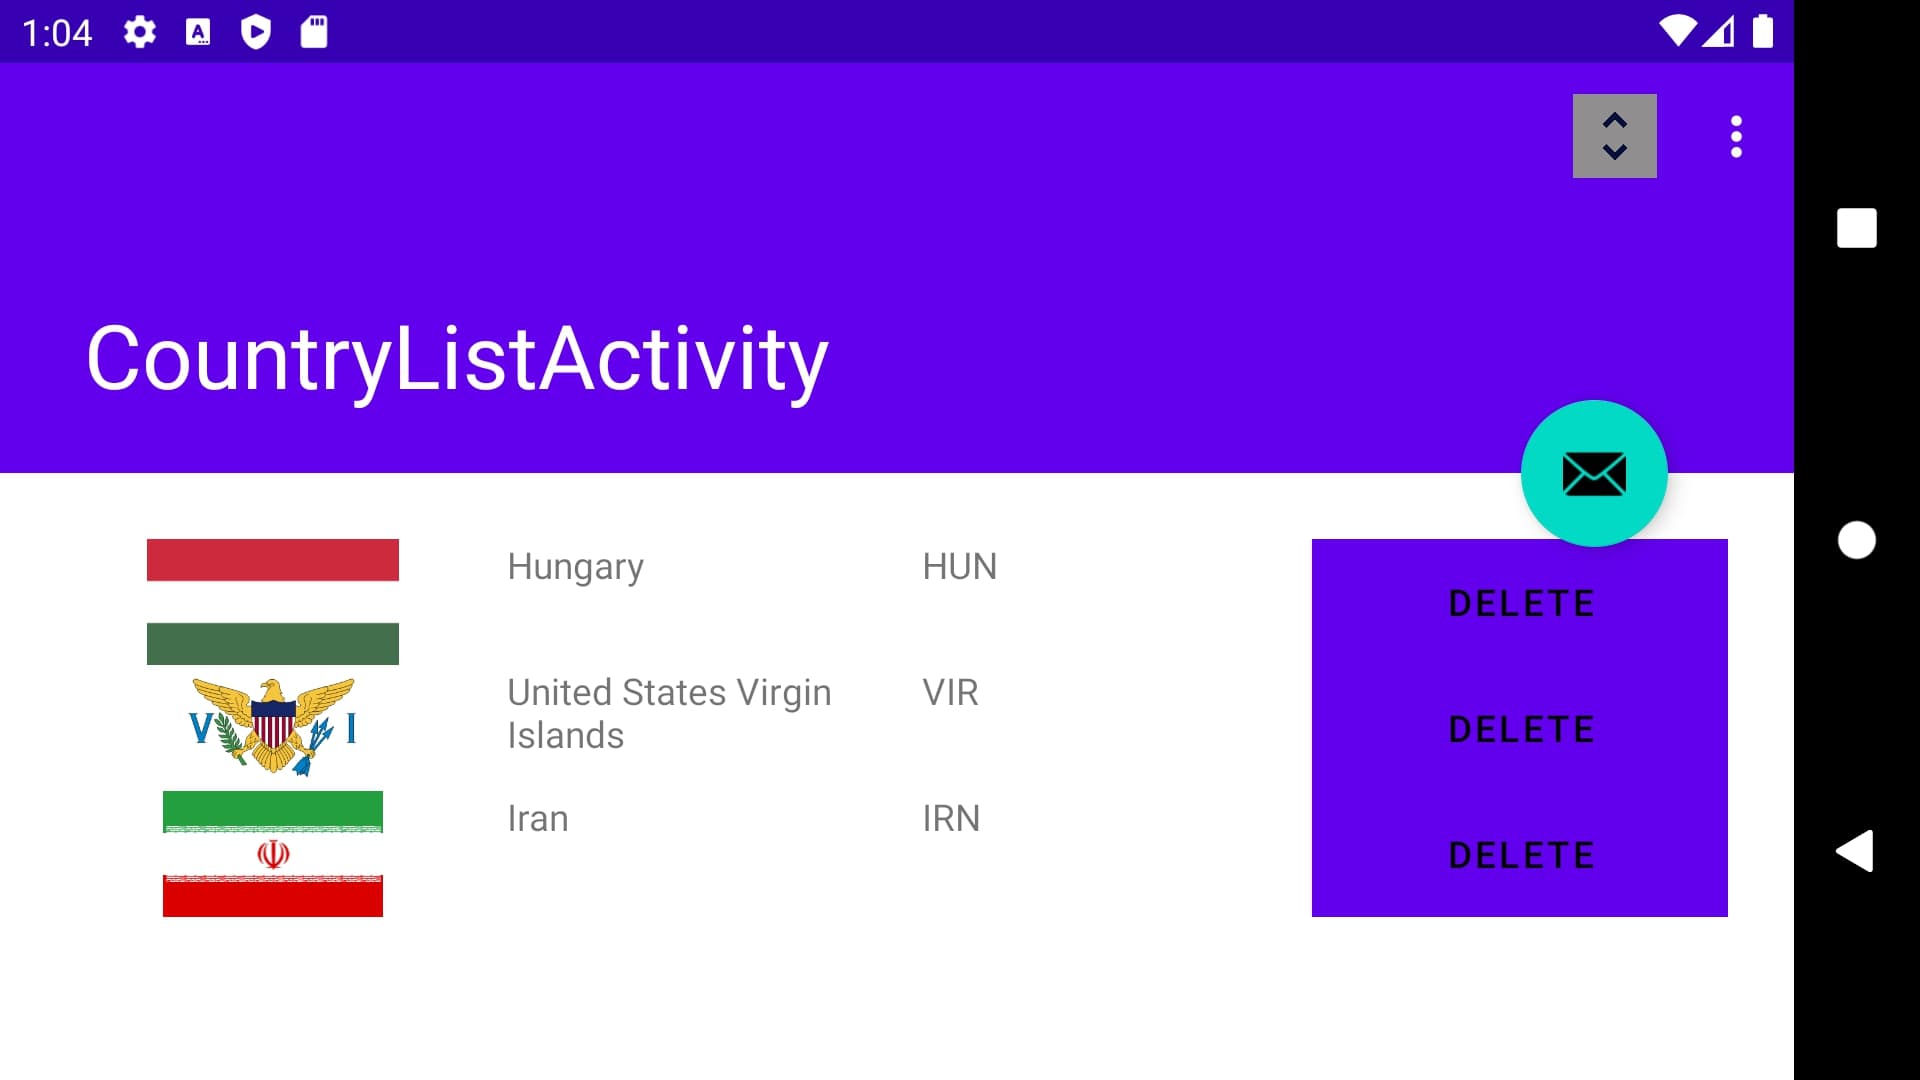 1:04
CountryListActivity
Hungary HUN DELETE
V I
United States Virgin VIR DELETE
Islands
Iran IRN DELETE